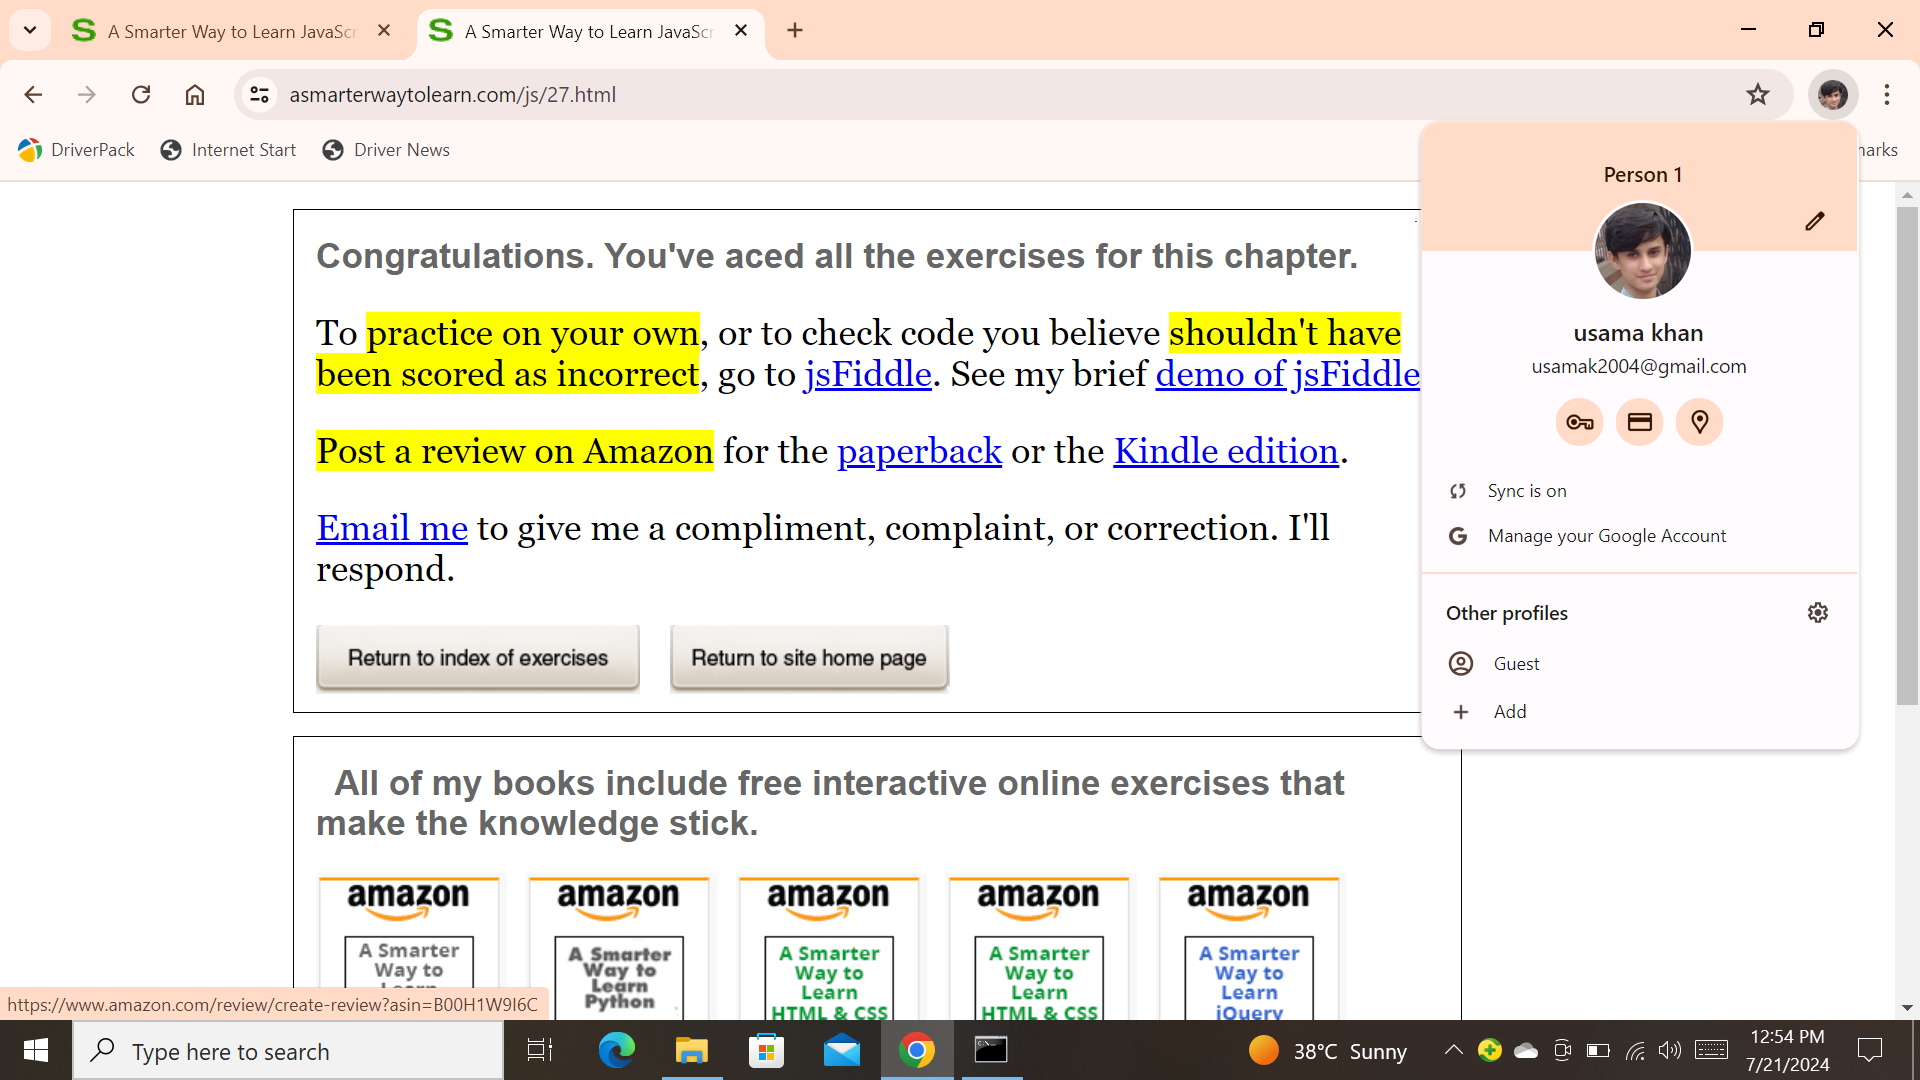 A Smarter Way to Learn JavaScr
A Smarter Way to Learn JavaScr
asmarterwaytolearn.com/js/27.html
DriverPack
Internet Start
Driver News
arks
Person 1
usama khan
usamak2004@gmail.com
Sync is on
Manage your Google Account
Other profiles
Guest
Add
Congratulations. You've aced all the exercises for this chapter.
To practice on your own, or to check code you believe shouldn't have
been scored as incorrect, go to jsFiddle. See my brief demo of jsFiddle
Post a review on Amazon for the paperback or the Kindle edition.
Email me to give me a compliment, complaint, or correction. I'll
respond.
Return to index of exercises
Return to site home page
All of my books include free interactive online exercises that
make the knowledge stick.
amazon
A Smarter
Way to
Learn
amazon
A Smarter
Way to
Learn
Python
amazon
A Smarter
Way to
Learn
HTML & CSS
amazon
A Smarter
Way to
Learn
HTML & CSS
amazon
A Smarter
Way to
Learn
jQuery
https://www.amazon.com/review/create-review?asin=B00H1W9I6C
Type here to search
38°C Sunny
12:54 PM
7/21/2024